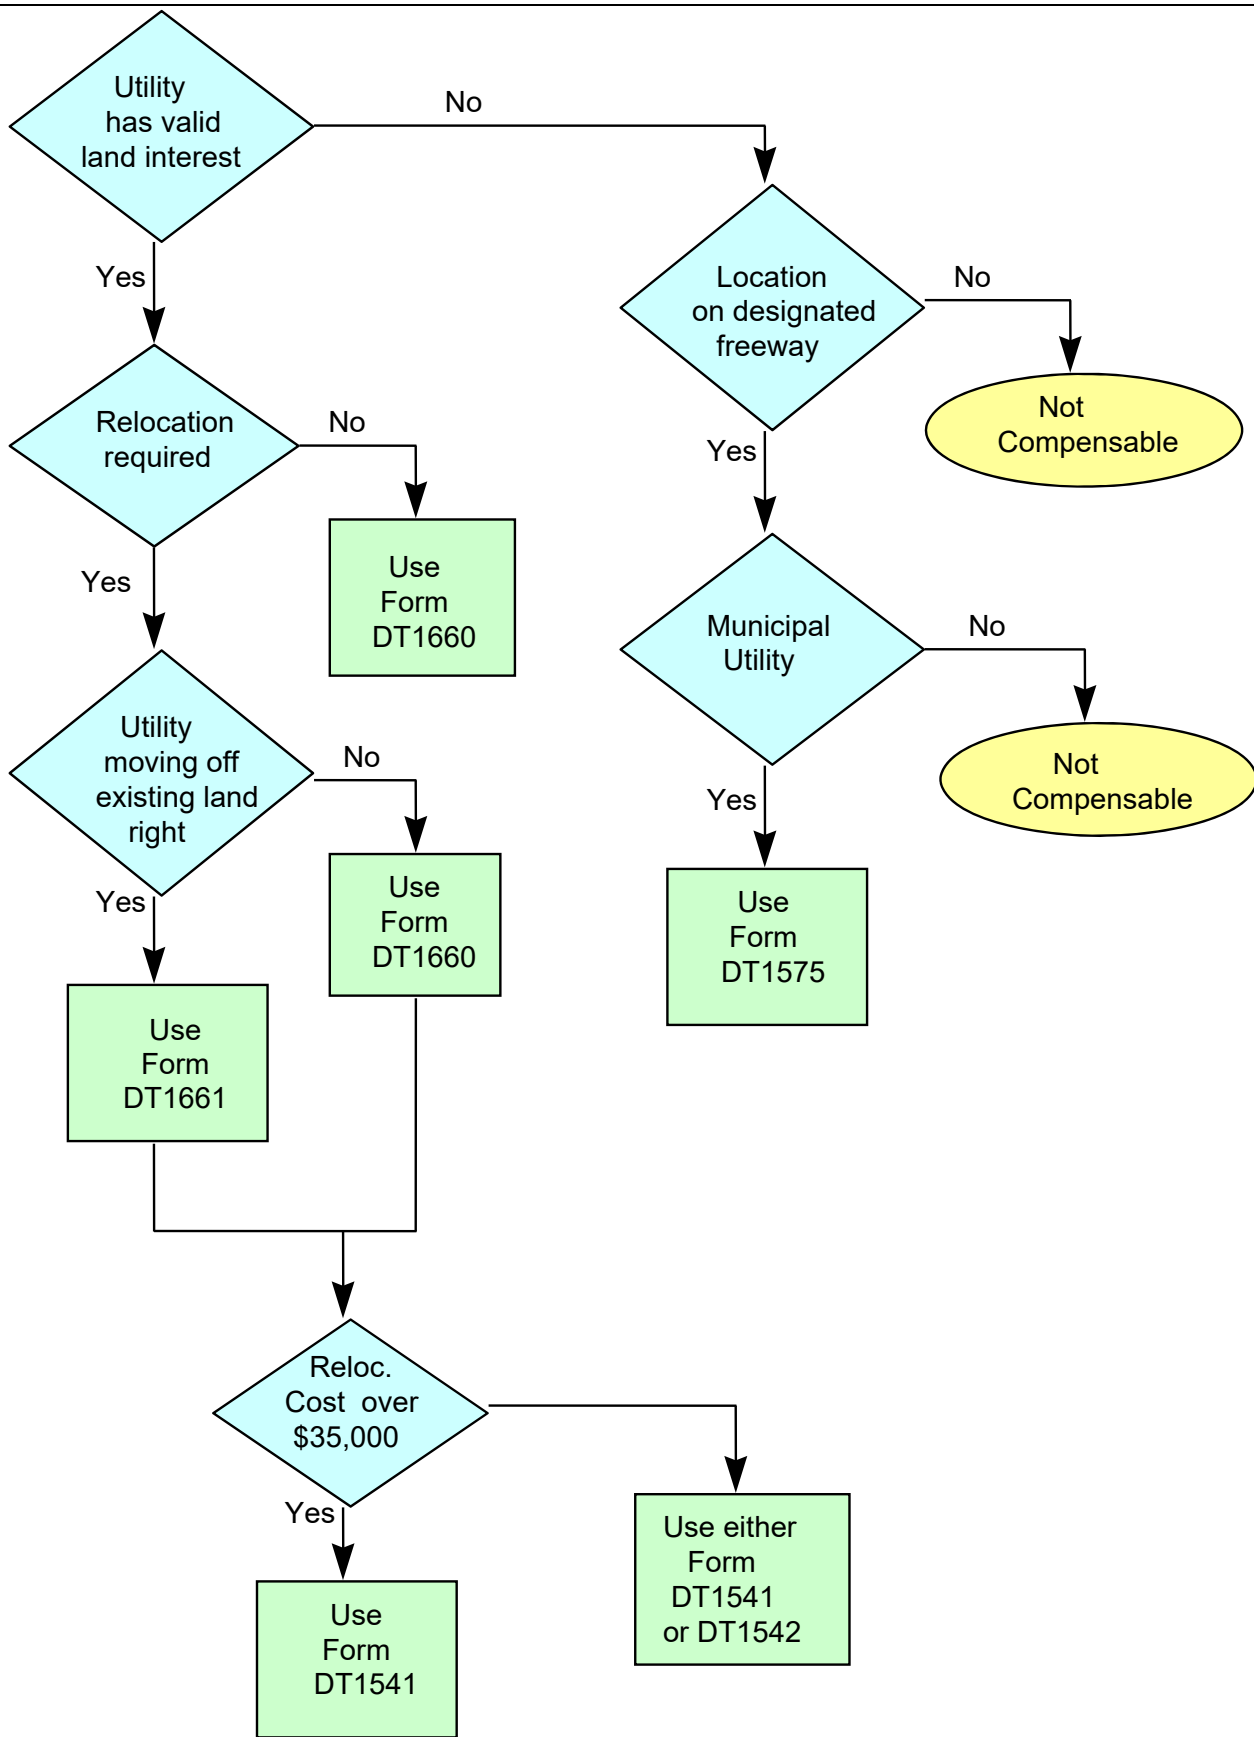 Utility
has valid
land interest
No
Yes
Location
on designated
freeway
No
Not
Compensable
Relocation
required
No
Yes
Use
Form
DT1660
Yes
Municipal
Utility
No
Not
Compensable
Utility
moving off
existing land
right
No
Yes
Use
Form
DT1660
Yes
Use
Form
DT1575
Use
Form
DT1661
Reloc.
Cost over
$35,000
Yes
Use either
Form
DT1541
or DT1542
Use
Form
DT1541